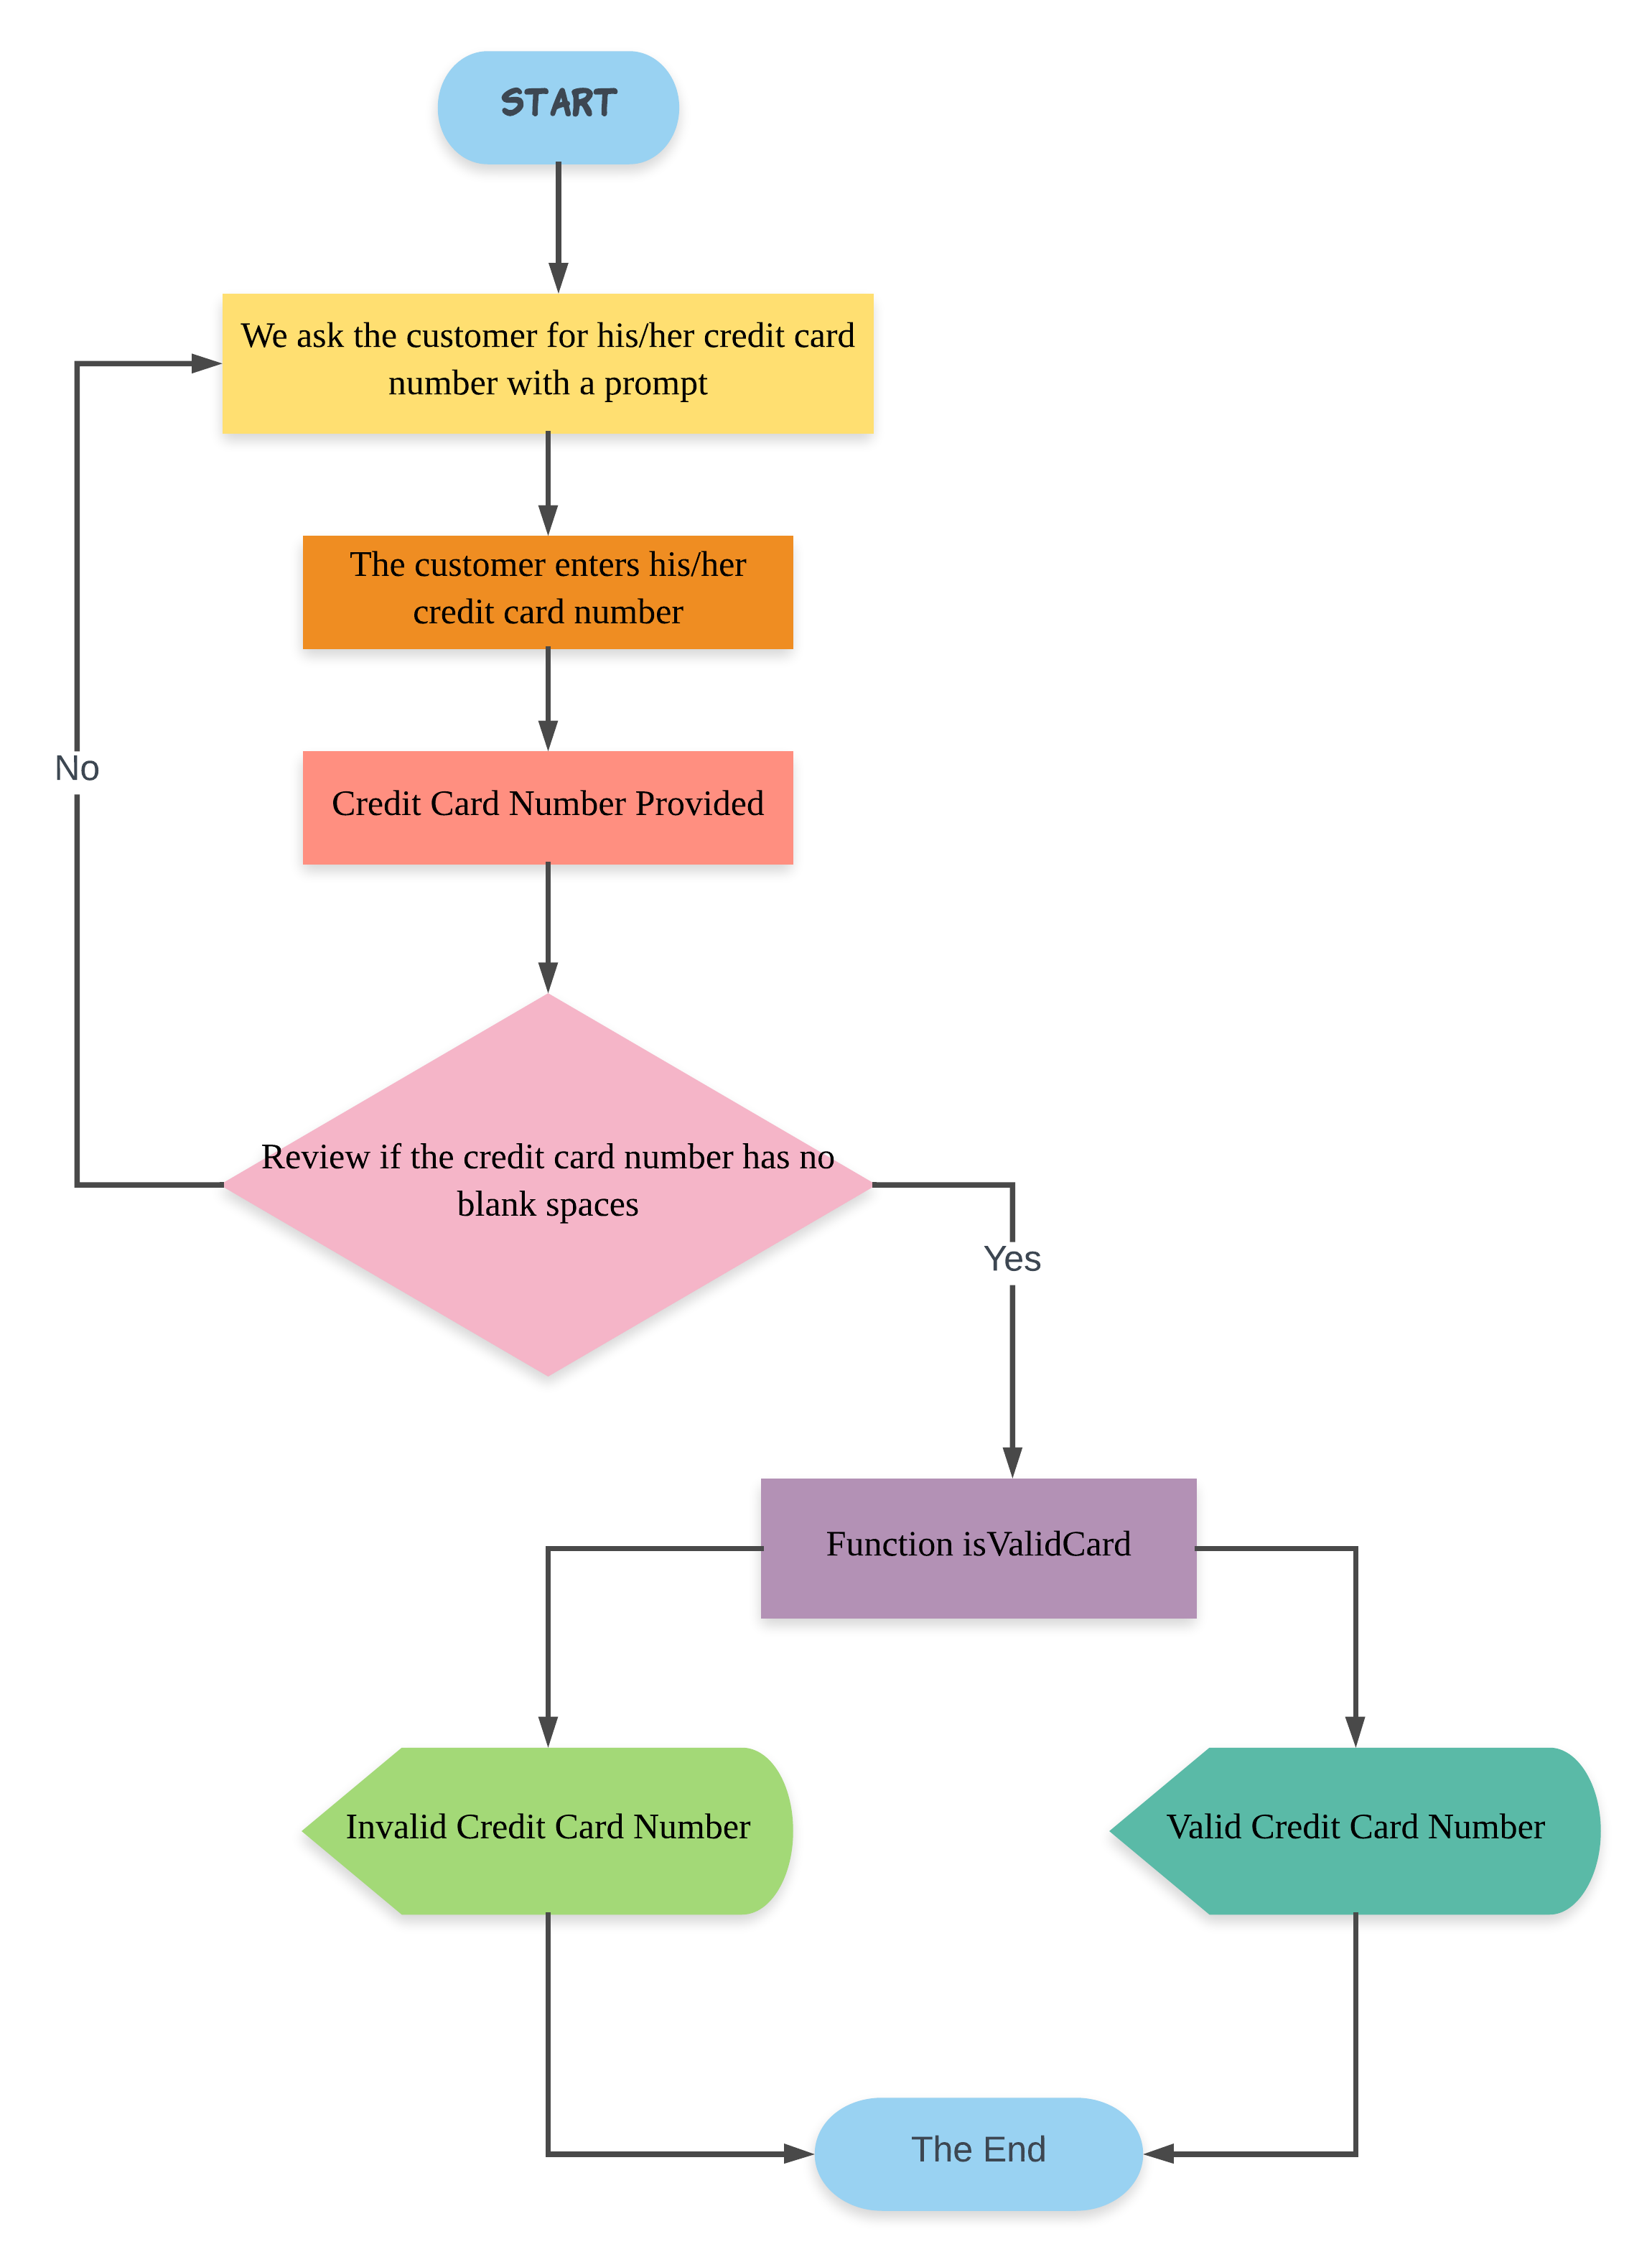 START
We ask the customer for his/her credit card
number with a prompt
The customer enters his/her
credit card number
No
Credit Card Number Provided
Review if the credit card number has no
blank spaces
Yes
Function isValidCard
Invalid Credit Card Number
Valid Credit Card Number
The End